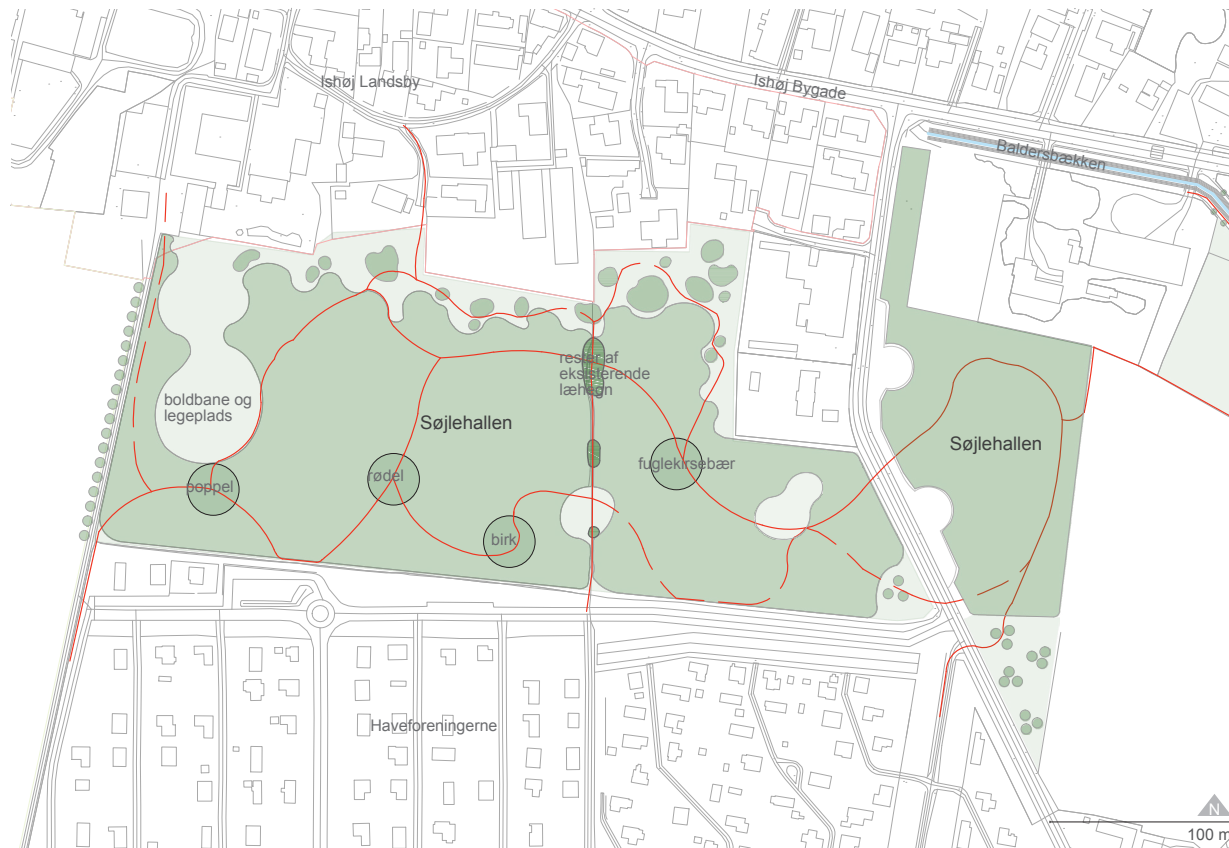 Ishøj Landsby
Ishøj Bygade
Baldersbækken
rester af
eksisterende
læhegn
boldbane og
legeplads
Søjlehallen
Søjlehallen
fuglekirsebær
rødel
poppel
birk
Haveforeningerne
N
100 m